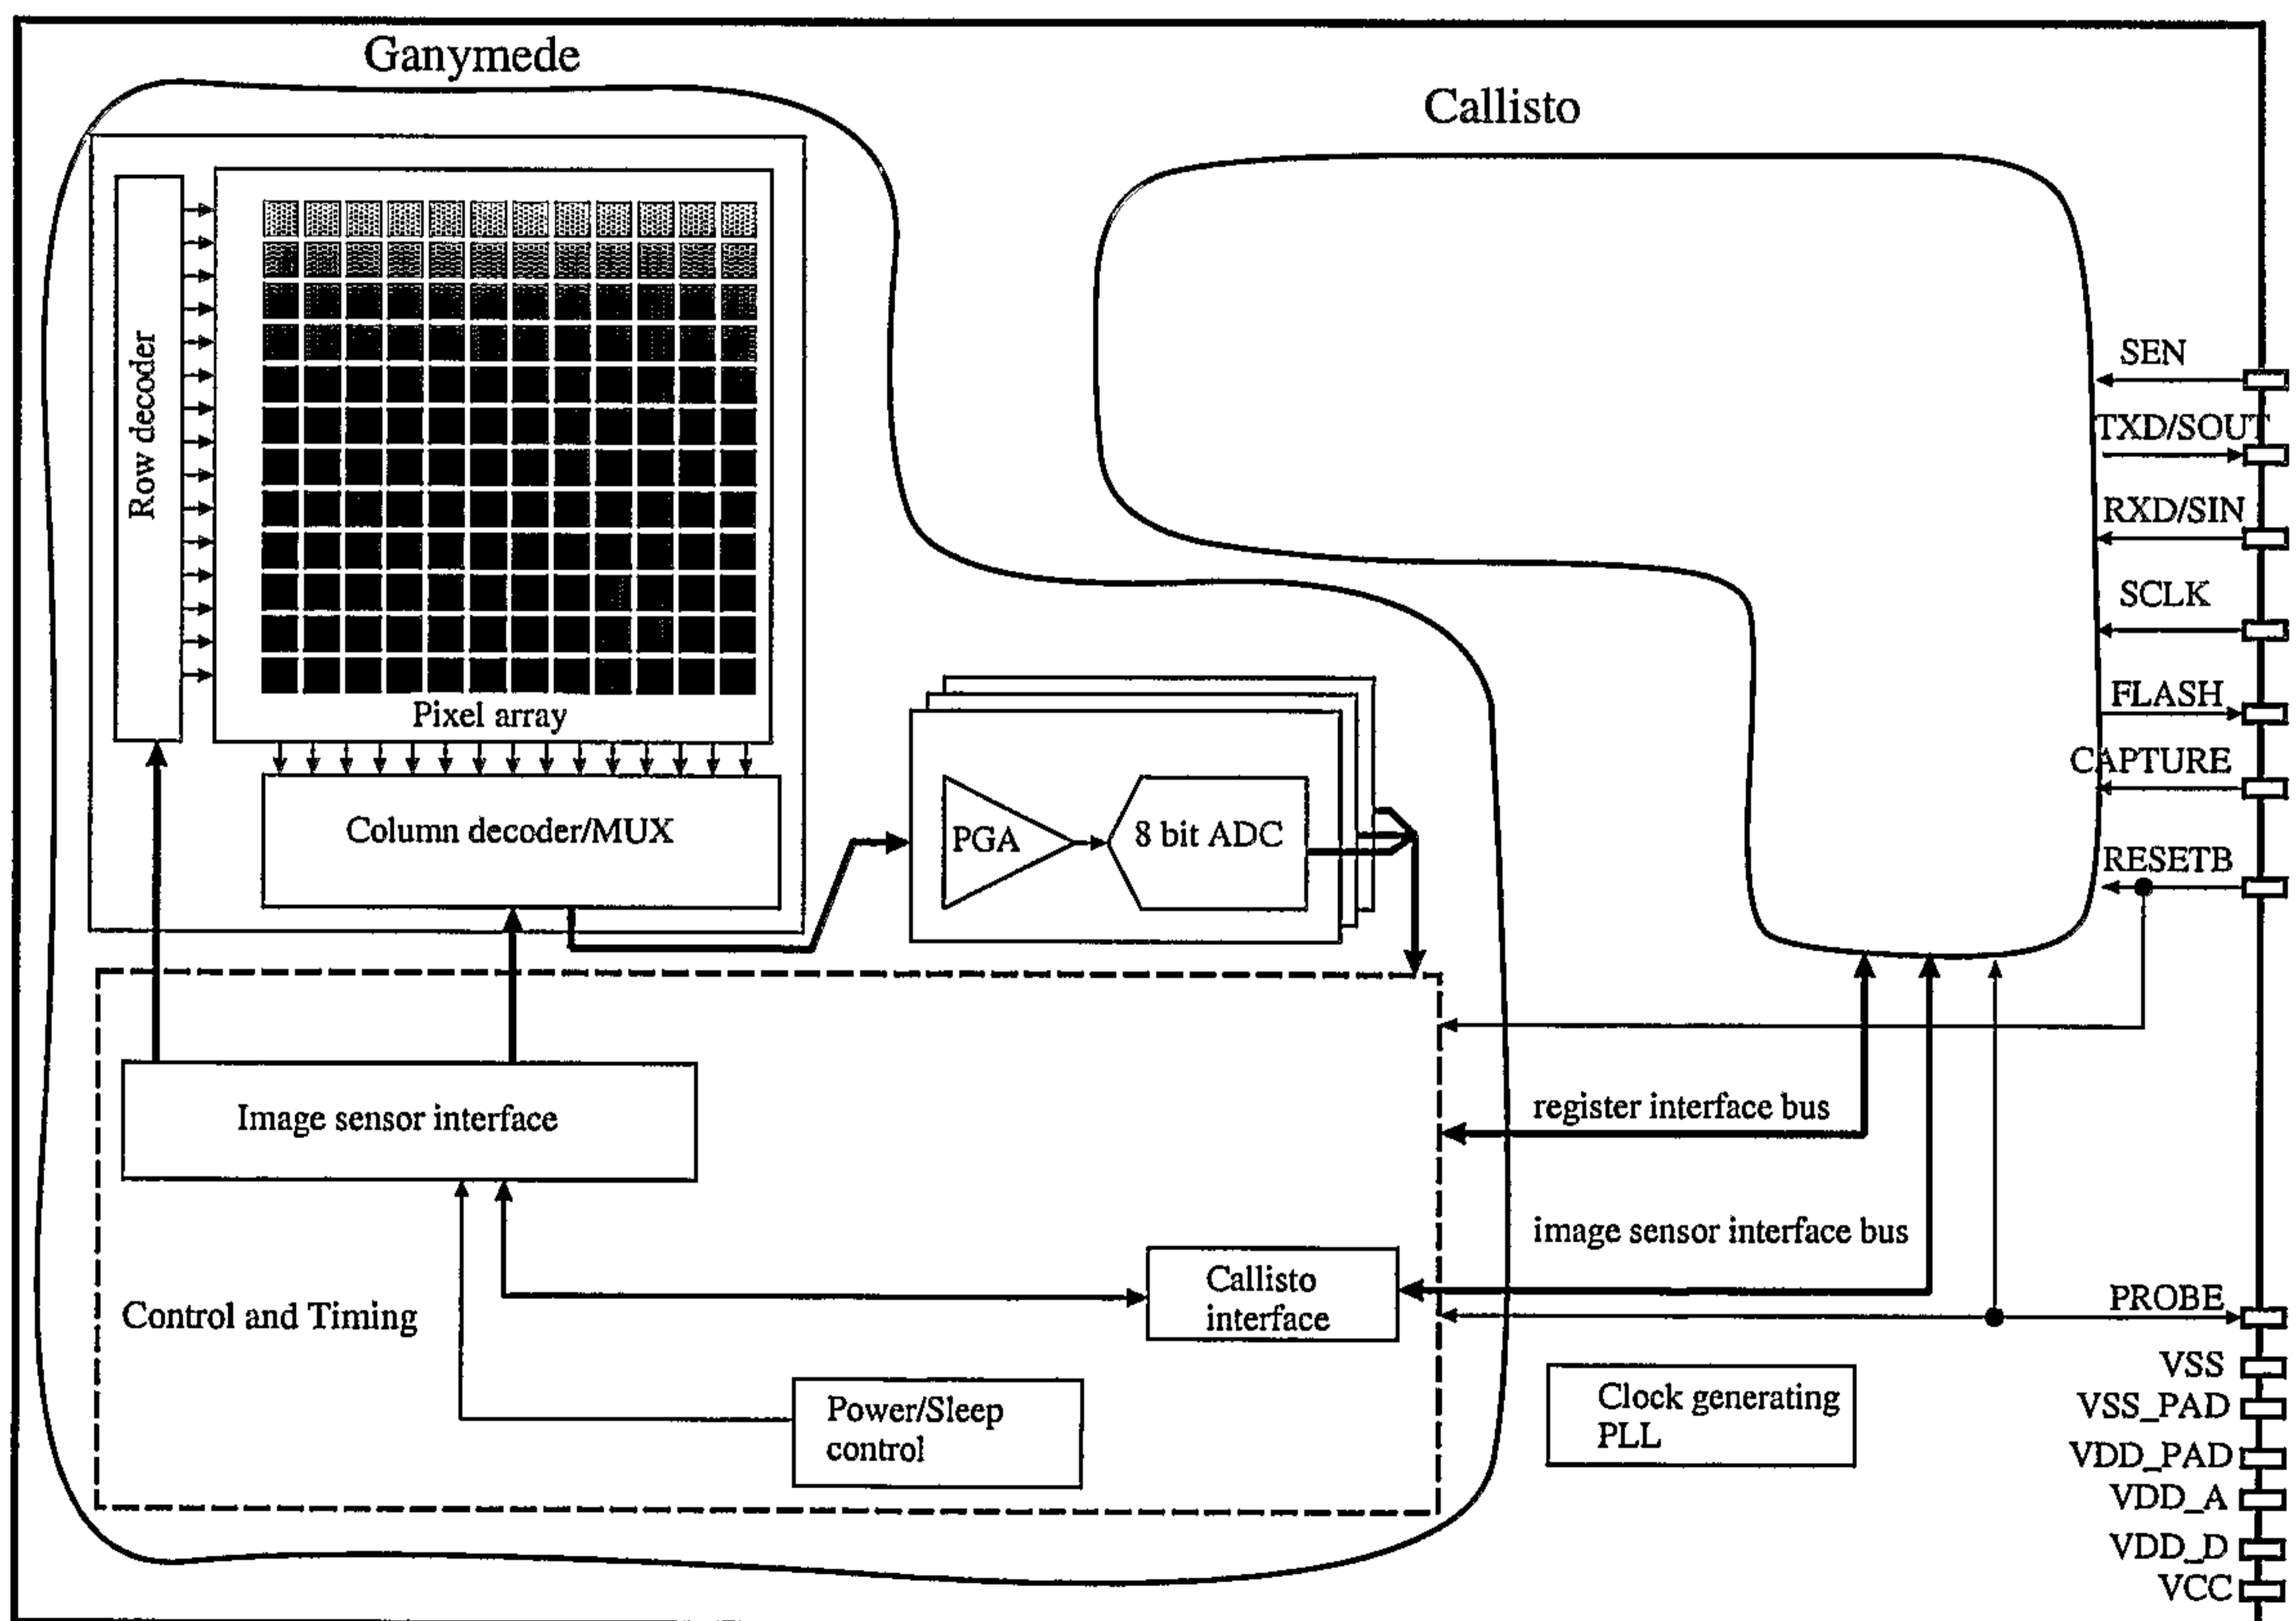 Ganymede
Callisto
Row decoder
Pixel array
Column decoder/MUX
PGA
8 bit ADC
SEN
TXD/SOUT
RXD/SIN
SCLK
FLASH
CAPTURE
RESETB
Image sensor interface
register interface bus
image sensor interface bus
Callisto
interface
Control and Timing
Power/Sleep
control
Clock generating
PLL
PROBE
VSS
VSS_PAD
VDD_PAD
VDD_A
VDD_D
VCC